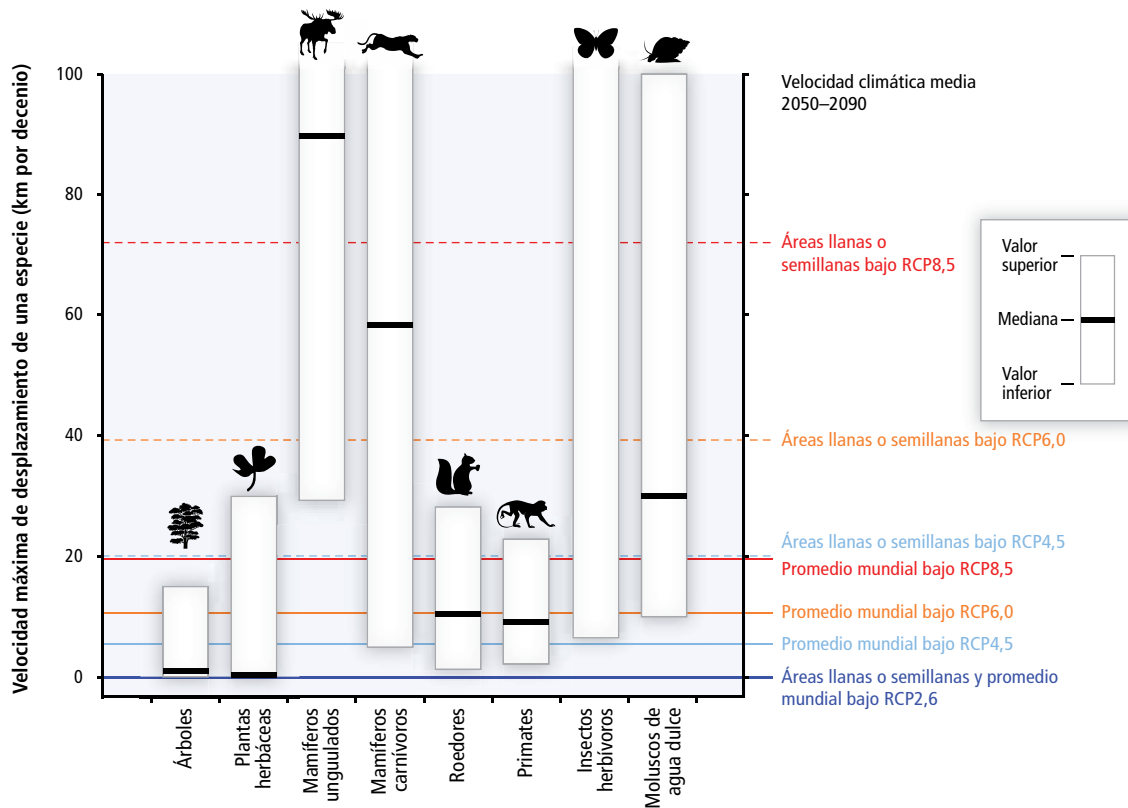 Velocidad máxima de desplazamiento de una especie (km por decenio)
100
80
60
40
20
0
Velocidad climática media
2050–2090
Áreas llanas o
semillanas bajo RCP8,5
Áreas llanas o semillanas bajo RCP6,0
Áreas llanas o semillanas bajo RCP4,5
Promedio mundial bajo RCP8,5
Promedio mundial bajo RCP6,0
Promedio mundial bajo RCP4,5
Áreas llanas o semillanas y promedio
mundial bajo RCP2,6
Valor
superior
Mediana
Valor
inferior
Árboles
Plantas
herbáceas
Mamíferos
unguulados
Mamíferos
carnívoros
Roedores
Primates
Insectos
herbívoros
Moluscos de
agua dulce